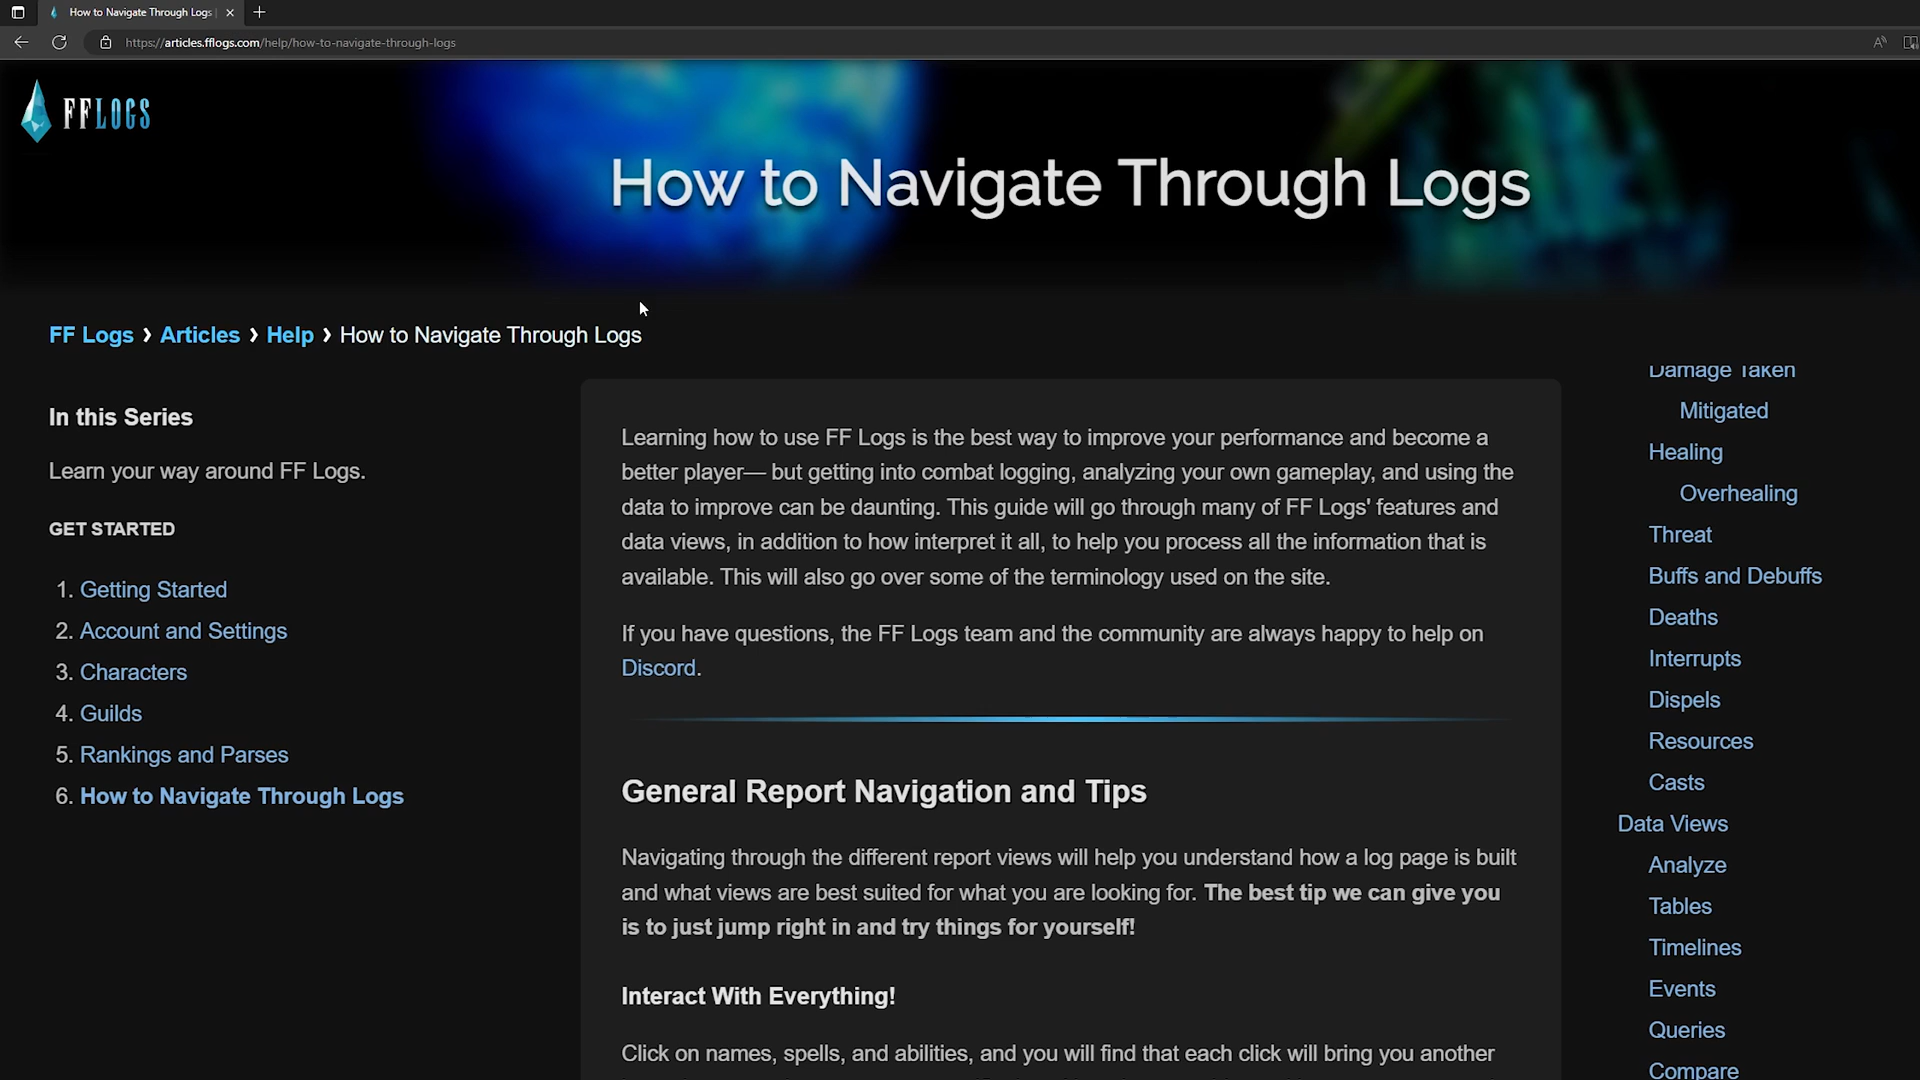 How to Navigate Through Logs |
https://articles.fflogs.com/help/how-to-navigate-through-logs
FFLOGS
How to Navigate Through Logs
FF Logs › Articles › Help › How to Navigate Through Logs
In this Series
Learn your way around FF Logs.
GET STARTED
1. Getting Started
2. Account and Settings
3. Characters
4. Guilds
5. Rankings and Parses
6. How to Navigate Through Logs
Learning how to use FF Logs is the best way to improve your performance and become a
better player— but getting into combat logging, analyzing your own gameplay, and using the
data to improve can be daunting. This guide will go through many of FF Logs' features and
data views, in addition to how interpret it all, to help you process all the information that is
available. This will also go over some of the terminology used on the site.
If you have questions, the FF Logs team and the community are always happy to help on
Discord.
General Report Navigation and Tips
Navigating through the different report views will help you understand how a log page is built
and what views are best suited for what you are looking for. The best tip we can give you
is to just jump right in and try things for yourself!
Interact With Everything!
Click on names, spells, and abilities, and you will find that each click will bring you another
Damage Taken
Mitigated
Healing
Overhealing
Threat
Buffs and Debuffs
Deaths
Interrupts
Dispels
Resources
Casts
Data Views
Analyze
Tables
Timelines
Events
Queries
Compare